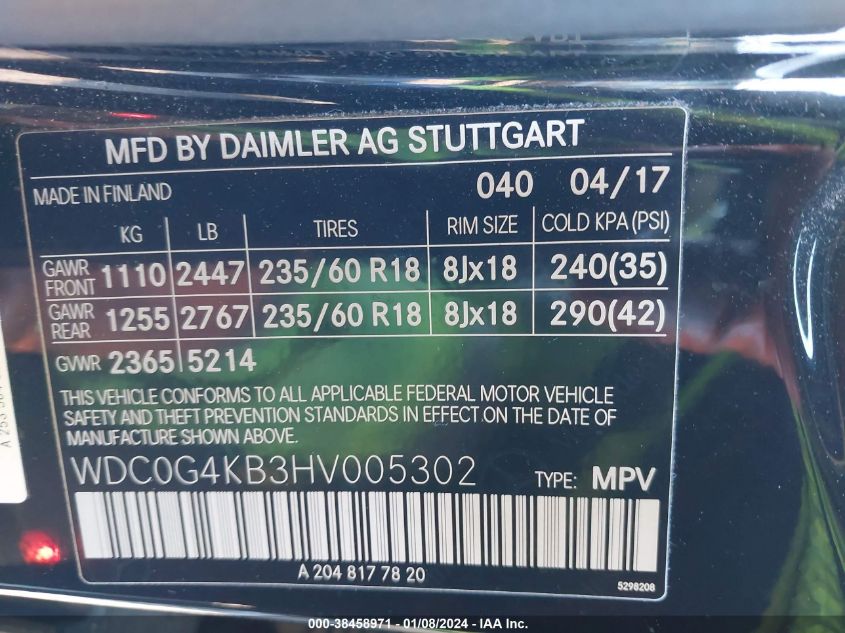 MFD BY DAIMLER AG STUTTGART
MADE IN FINLAND 040 04/17
KG LB TIRES RIM SIZE COLD KPA (PSI)
GAWR FRONT 1110 2447 235/60 R18 8Jx18 240(35)
GAWR REAR 1255 2767 235/60 R18 8Jx18 290(42)
GVWR 2365 5214
THIS VEHICLE CONFORMS TO ALL APPLICABLE FEDERAL MOTOR VEHICLE
SAFETY AND THEFT PREVENTION STANDARDS IN EFFECT ON THE DATE OF
MANUFACTURE SHOWN ABOVE.
WDC0G4KB3HV005302 TYPE: MPV
A 204 817 78 20
5298208
000-38458971 - 01/08/2024 - IAA Inc.